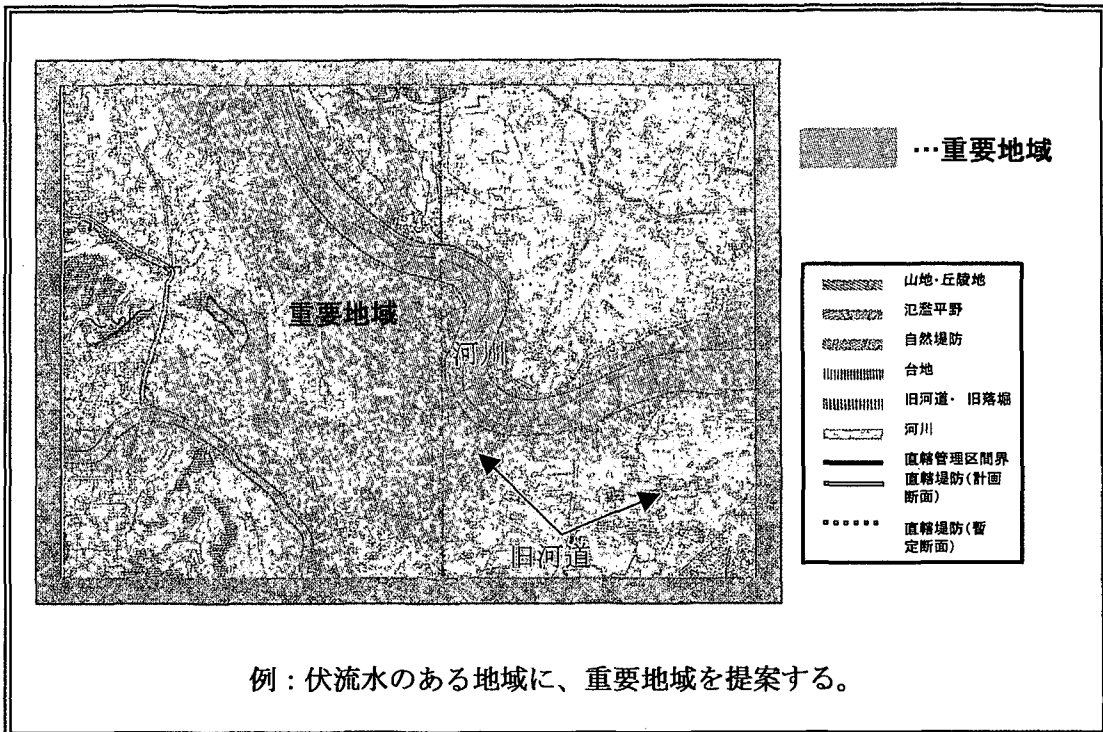 …重要地域
重要地域
河川
旧河道
山地・丘陵地
氾濫平野
自然堤防
台地
旧河道・旧落堀
河川
直轄管理区間界
直轄堤防(計画
断面)
直轄堤防(暫
定断面)
例：伏流水のある地域に、重要地域を提案する。